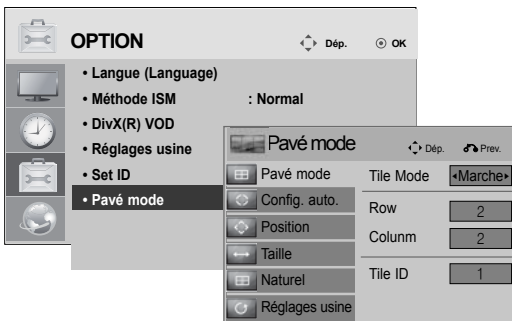 OPTION
Dép.
OK
• Langue (Language)
• Méthode ISM : Normal
• DivX(R) VOD
• Réglages usine
• Set ID
• Pavé mode
Pavé mode
Dép.
Prev.
Pavé mode
Config. auto.
Position
Taille
Naturel
Réglages usine
Tile Mode ◂Marche▸
Row 2
Colunm 2
Tile ID 1